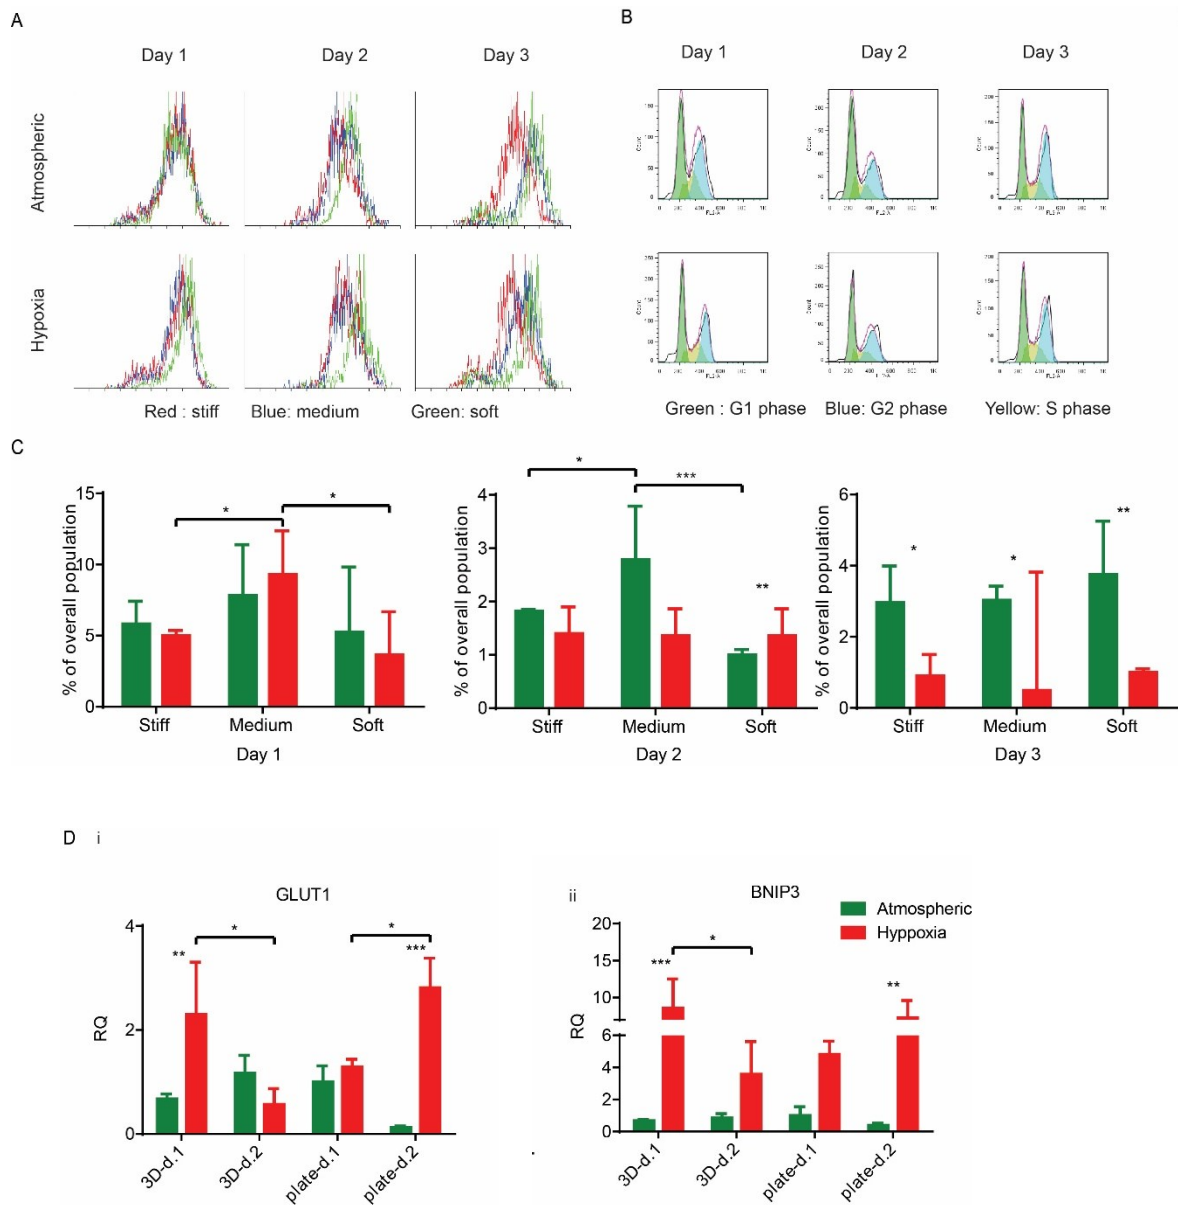 A
B
Day 1
Day 2
Day 3
Day 1
Day 2
Day 3
Atmospheric
Hypoxia
Count
FL2-A
Red : stiff
Blue: medium
Green: soft
Green : G1 phase
Blue: G2 phase
Yellow: S phase
C
% of overall population
15
10
5
0
*
*
Stiff
Medium
Soft
Day 1
% of overall population
4
3
2
1
0
*
***
**
Stiff
Medium
Soft
Day 2
% of overall population
6
4
2
0
*
*
**
Stiff
Medium
Soft
Day 3
D
i
GLUT1
RQ
4
2
0
**
*
*
***
3D-d.1
3D-d.2
plate-d.1
plate-d.2
ii
BNIP3
Atmospheric
Hyppoxia
RQ
20
15
10
6
4
2
0
***
*
**
3D-d.1
3D-d.2
plate-d.1
plate-d.2